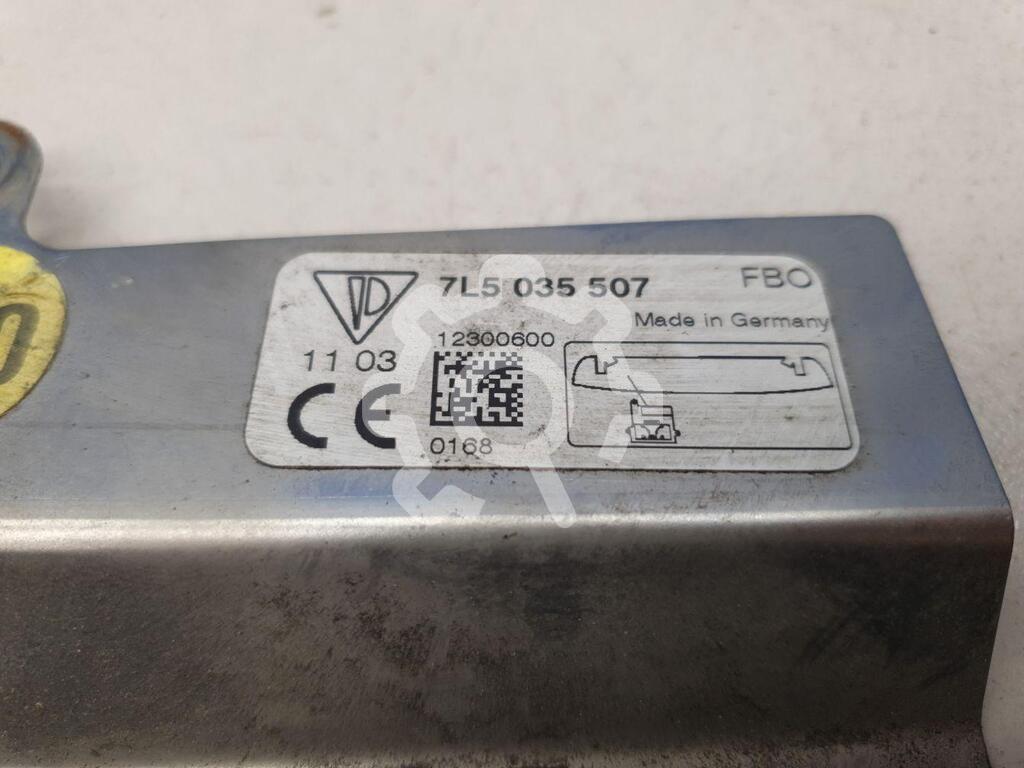 7L5 035 507 FBO
Made in Germany
12300600
11 03
CE
0168